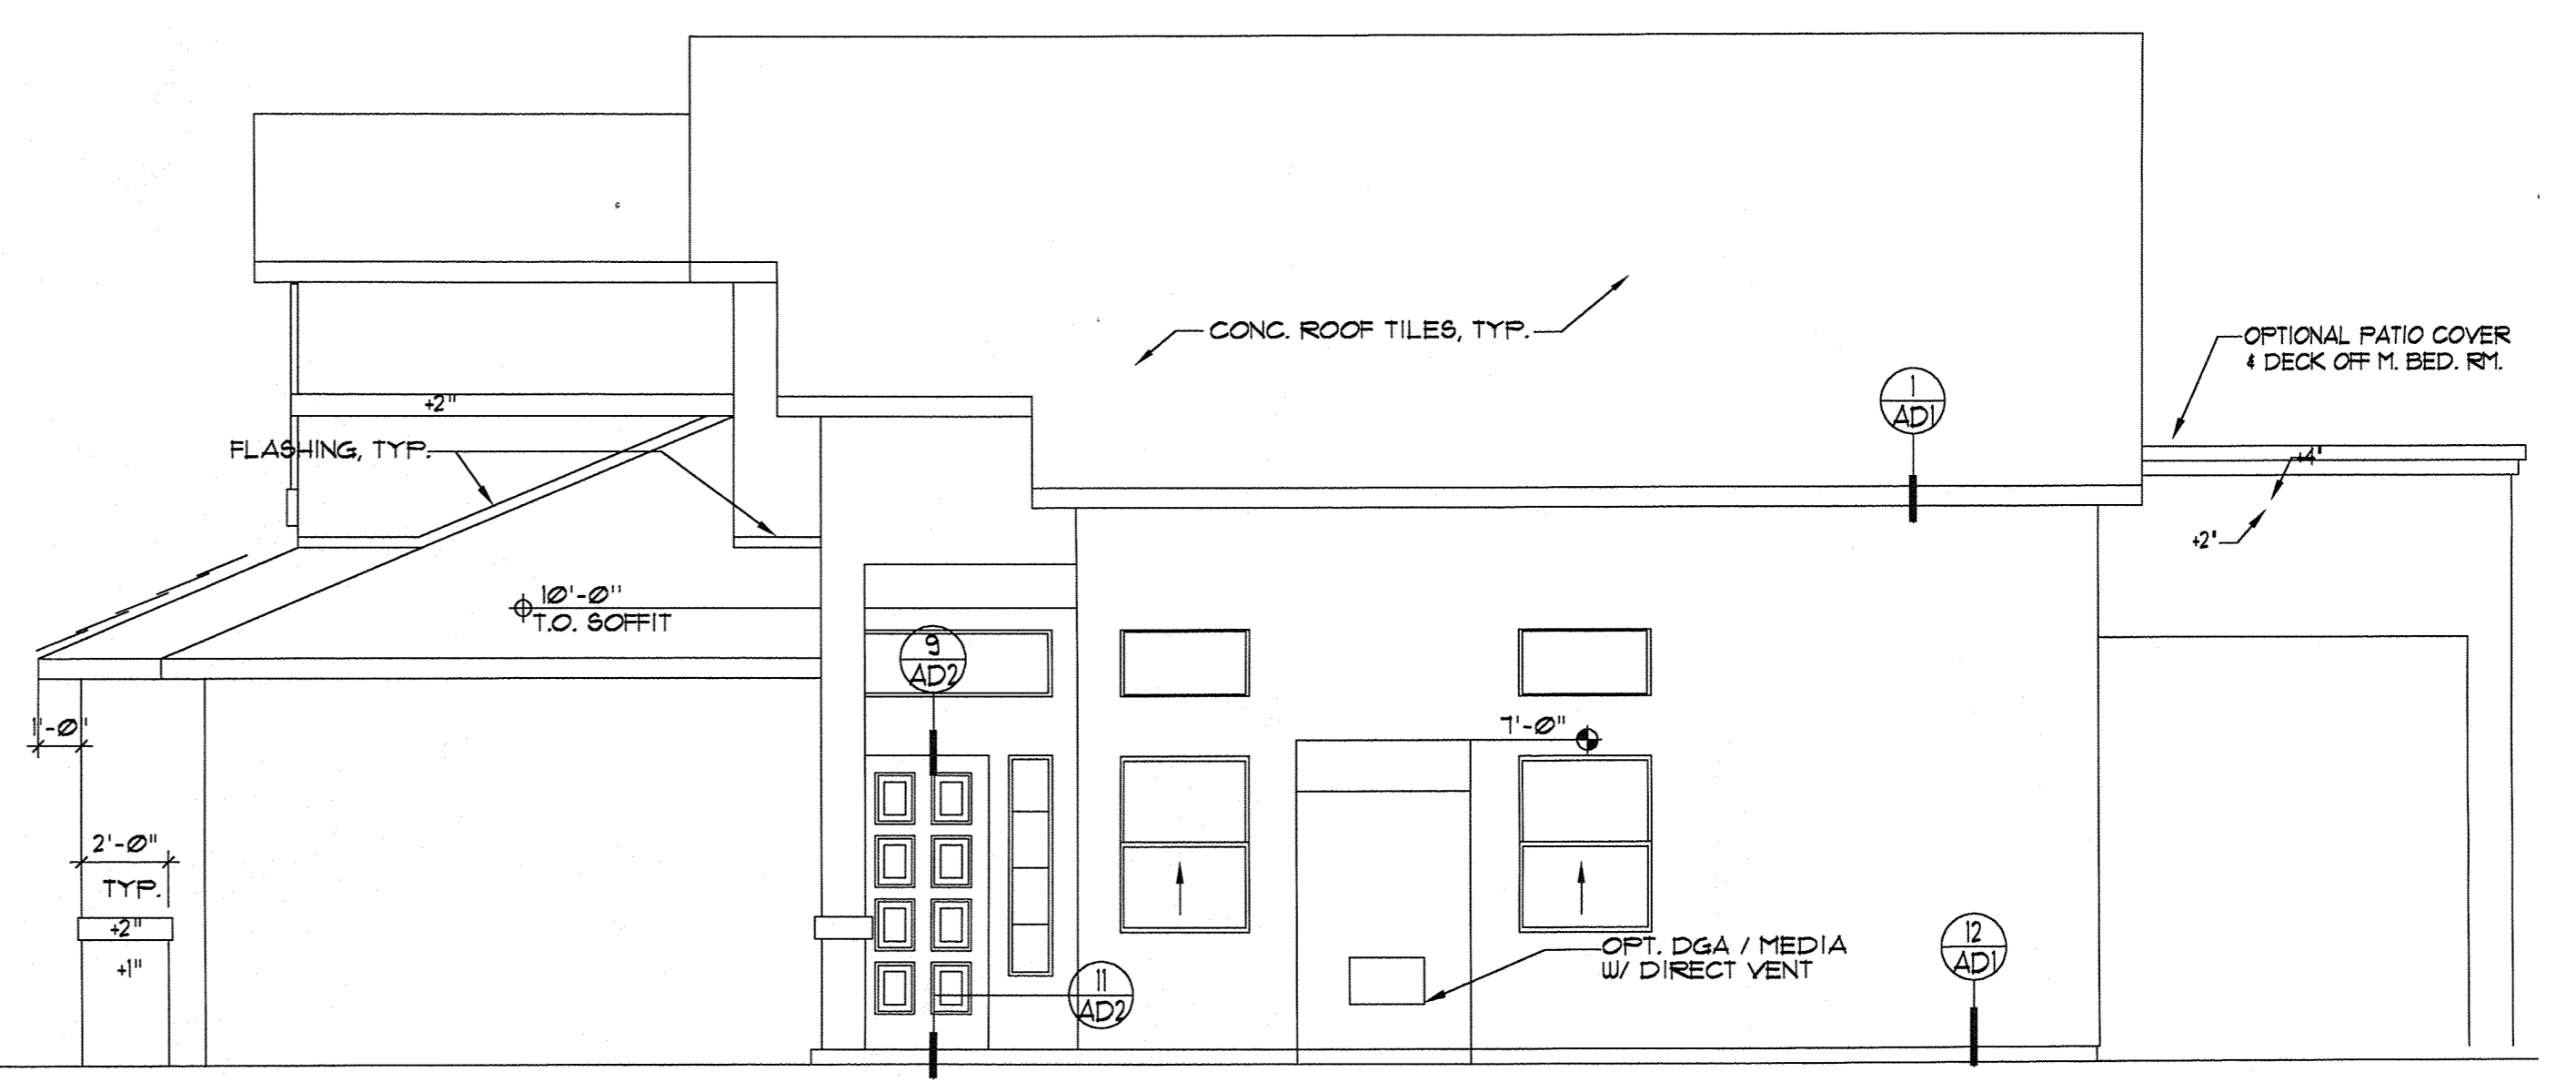 CONC. ROOF TILES, TYP.
OPTIONAL PATIO COVER
& DECK OFF M. BED. RM.
1
AD1
+2"
FLASHING, TYP.
+4"
+2"
10'-0"
T.O. SOFFIT
9
AD2
1'-0"
7'-0"
2'-0"
TYP.
+2"
+1"
OPT. DGA / MEDIA
W/ DIRECT VENT
12
AD1
11
AD2